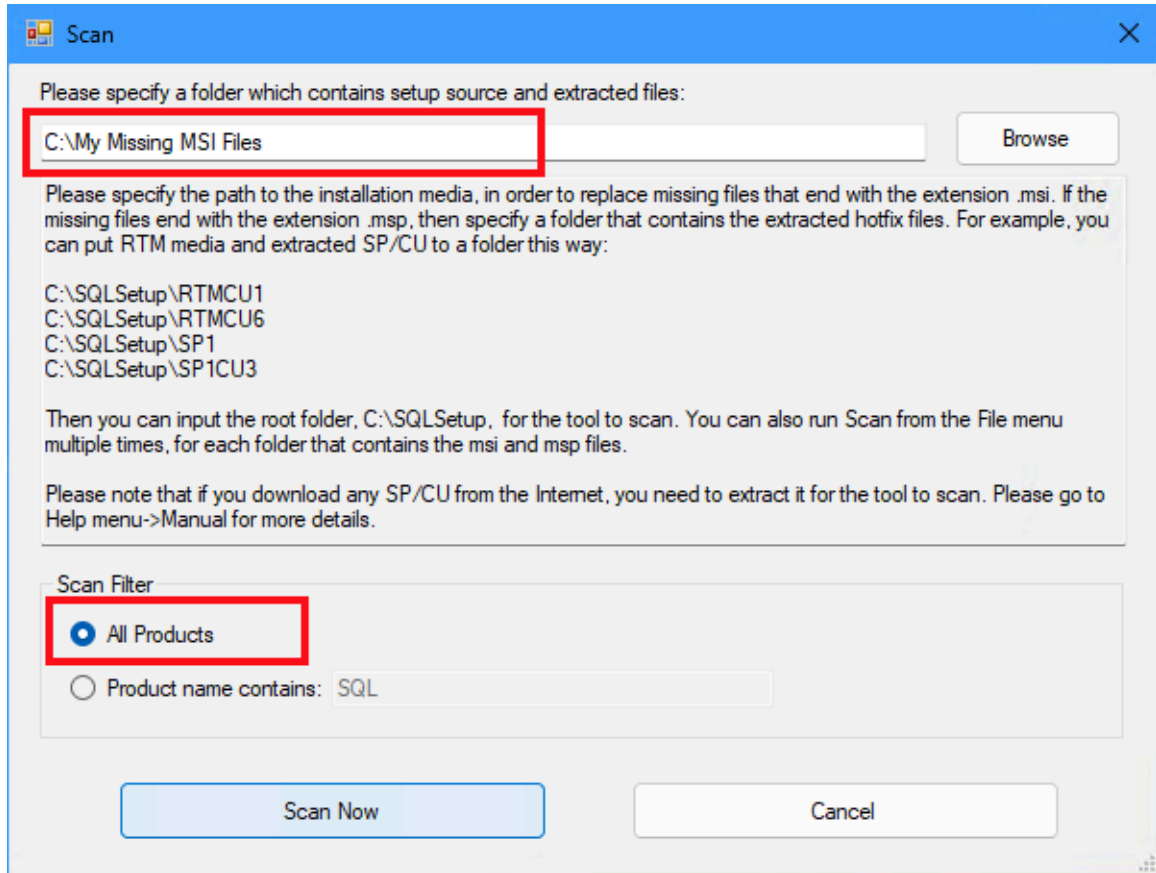 Scan
Please specify a folder which contains setup source and extracted files:
C:\My Missing MSI Files
Browse
Please specify the path to the installation media, in order to replace missing files that end with the extension .msi. If the
missing files end with the extension .msp, then specify a folder that contains the extracted hotfix files. For example, you
can put RTM media and extracted SP/CU to a folder this way:
C:\SQLSetup\RTMCU1
C:\SQLSetup\RTMCU6
C:\SQLSetup\SP1
C:\SQLSetup\SP1CU3
Then you can input the root folder, C:\SQLSetup,  for the tool to scan. You can also run Scan from the File menu
multiple times, for each folder that contains the msi and msp files.
Please note that if you download any SP/CU from the Internet, you need to extract it for the tool to scan. Please go to
Help menu->Manual for more details.
Scan Filter
All Products
Product name contains: SQL
Scan Now
Cancel